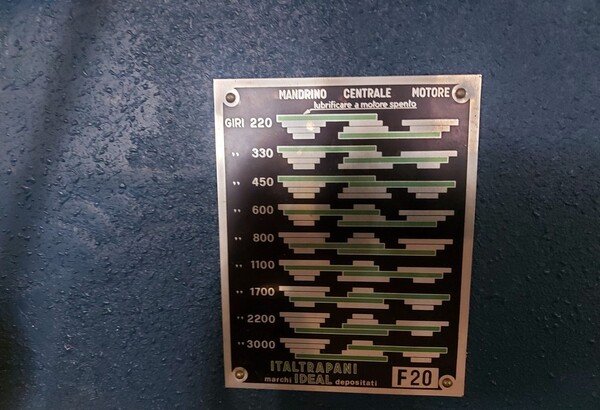 MANDRINO CENTRALE MOTORE
lubrificare a motore spento
GIRI 220
" 330
" 450
" 600
" 800
" 1100
" 1700
" 2200
" 3000
ITALTRAPANI
marchi IDEAL depositati
F20